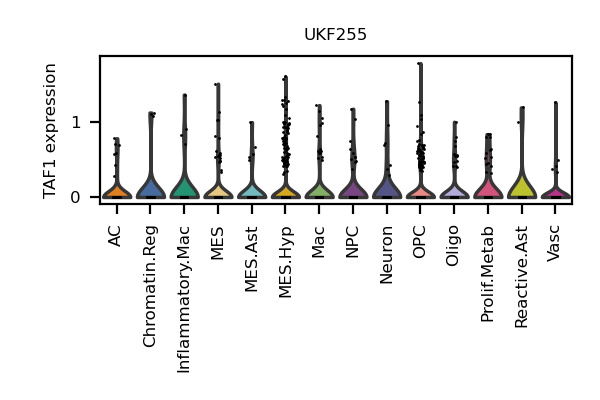 UKF255
TAF1 expression
1
0
AC
Chromatin.Reg
Inflammatory.Mac
MES
MES.Ast
MES.Hyp
Mac
NPC
Neuron
OPC
Oligo
Prolif.Metab
Reactive.Ast
Vasc